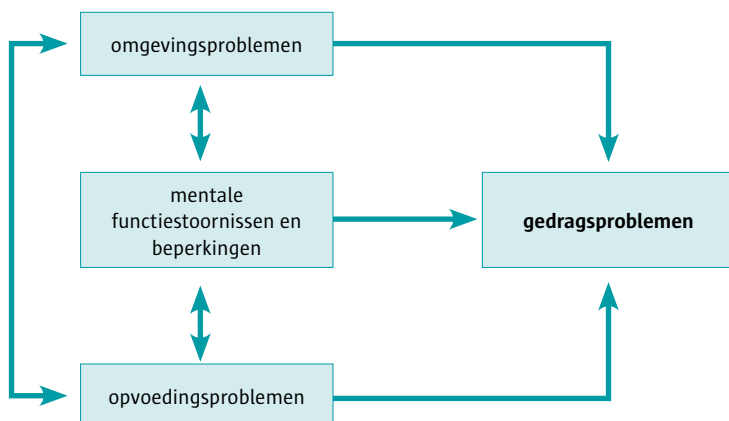 omgevingsproblemen
mentale
functiestoornissen en
beperkingen
gedragsproblemen
opvoedingsproblemen